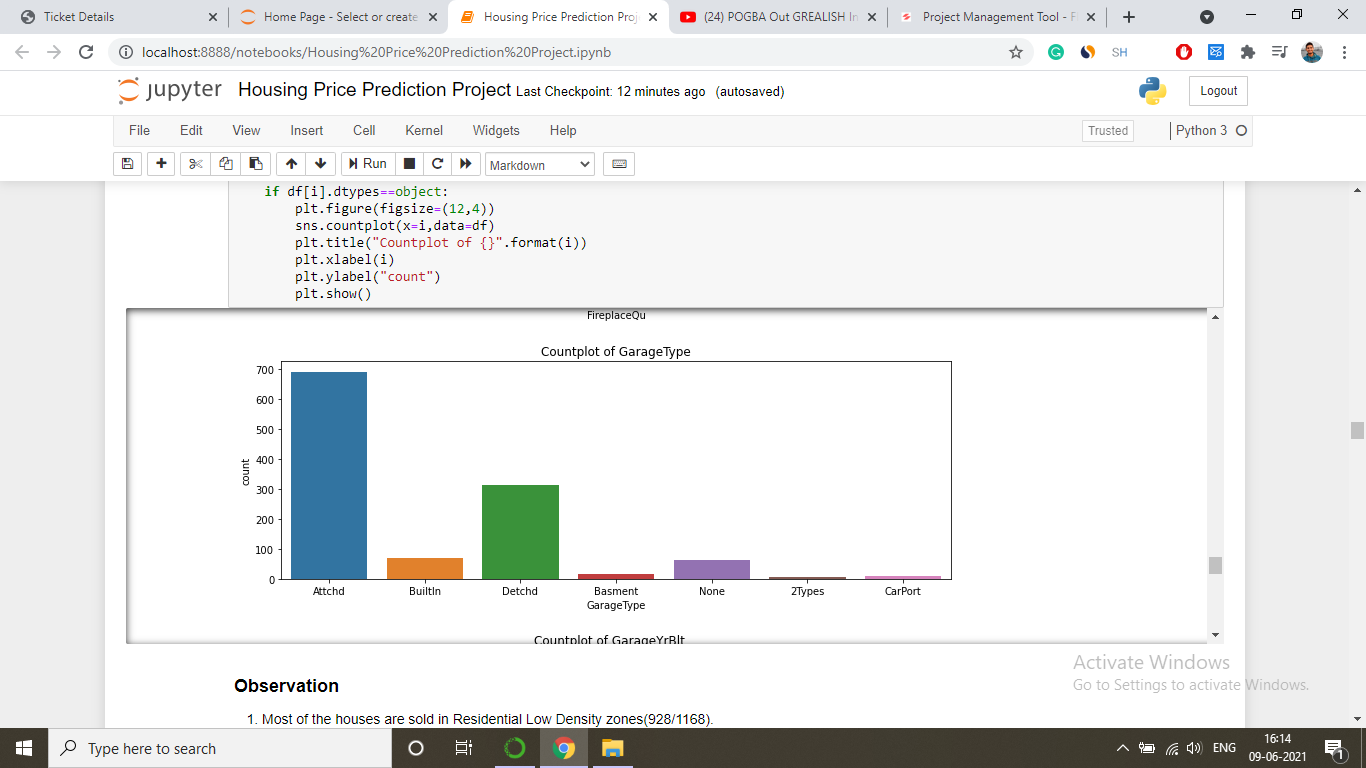 Ticket Details
Home Page - Select or create
Housing Price Prediction Proj
(24) POGBA Out GREALISH In
Project Management Tool - F
localhost:8888/notebooks/Housing%20Price%20Prediction%20Project.ipynb
SH
jupyter Housing Price Prediction Project Last Checkpoint: 12 minutes ago (autosaved)
Logout
File Edit View Insert Cell Kernel Widgets Help
Trusted
Python 3
Run
Markdown
if df[i].dtypes==object:
plt.figure(figsize=(12,4))
sns.countplot(x=i,data=df)
plt.title("Countplot of {}".format(i))
plt.xlabel(i)
plt.ylabel("count")
plt.show()
FireplaceQu
Countplot of GarageType
700
600
500
400
300
200
100
0
count
Attchd BuiltIn Detchd Basment None 2Types CarPort
GarageType
Countplot of GarageYrBlt
Observation
1. Most of the houses are sold in Residential Low Density zones(928/1168).
Activate Windows
Go to Settings to activate Windows.
Type here to search
ENG
16:14
09-06-2021
1